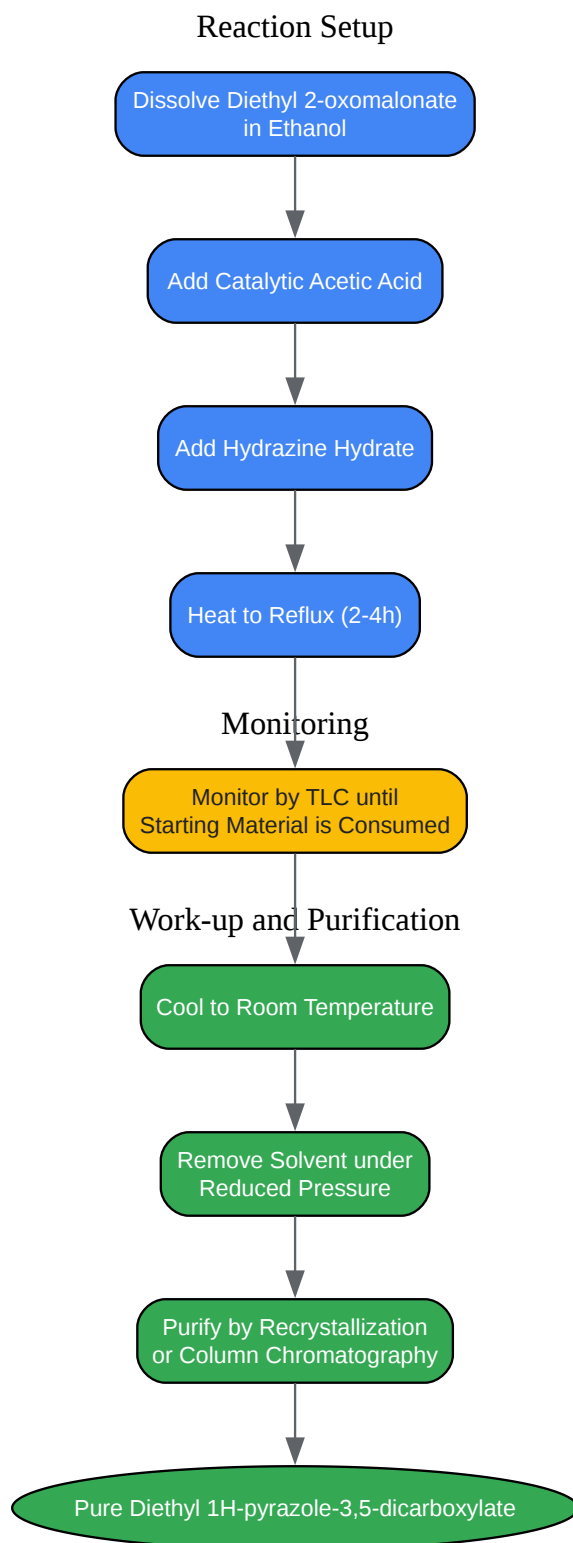 Reaction Setup
Dissolve Diethyl 2-oxomalonate
in Ethanol
Add Catalytic Acetic Acid
Add Hydrazine Hydrate
Heat to Reflux (2-4h)
Monitoring
Monitor by TLC until
Starting Material is Consumed
Work-up and Purification
Cool to Room Temperature
Remove Solvent under
Reduced Pressure
Purify by Recrystallization
or Column Chromatography
Pure Diethyl 1H-pyrazole-3,5-dicarboxylate